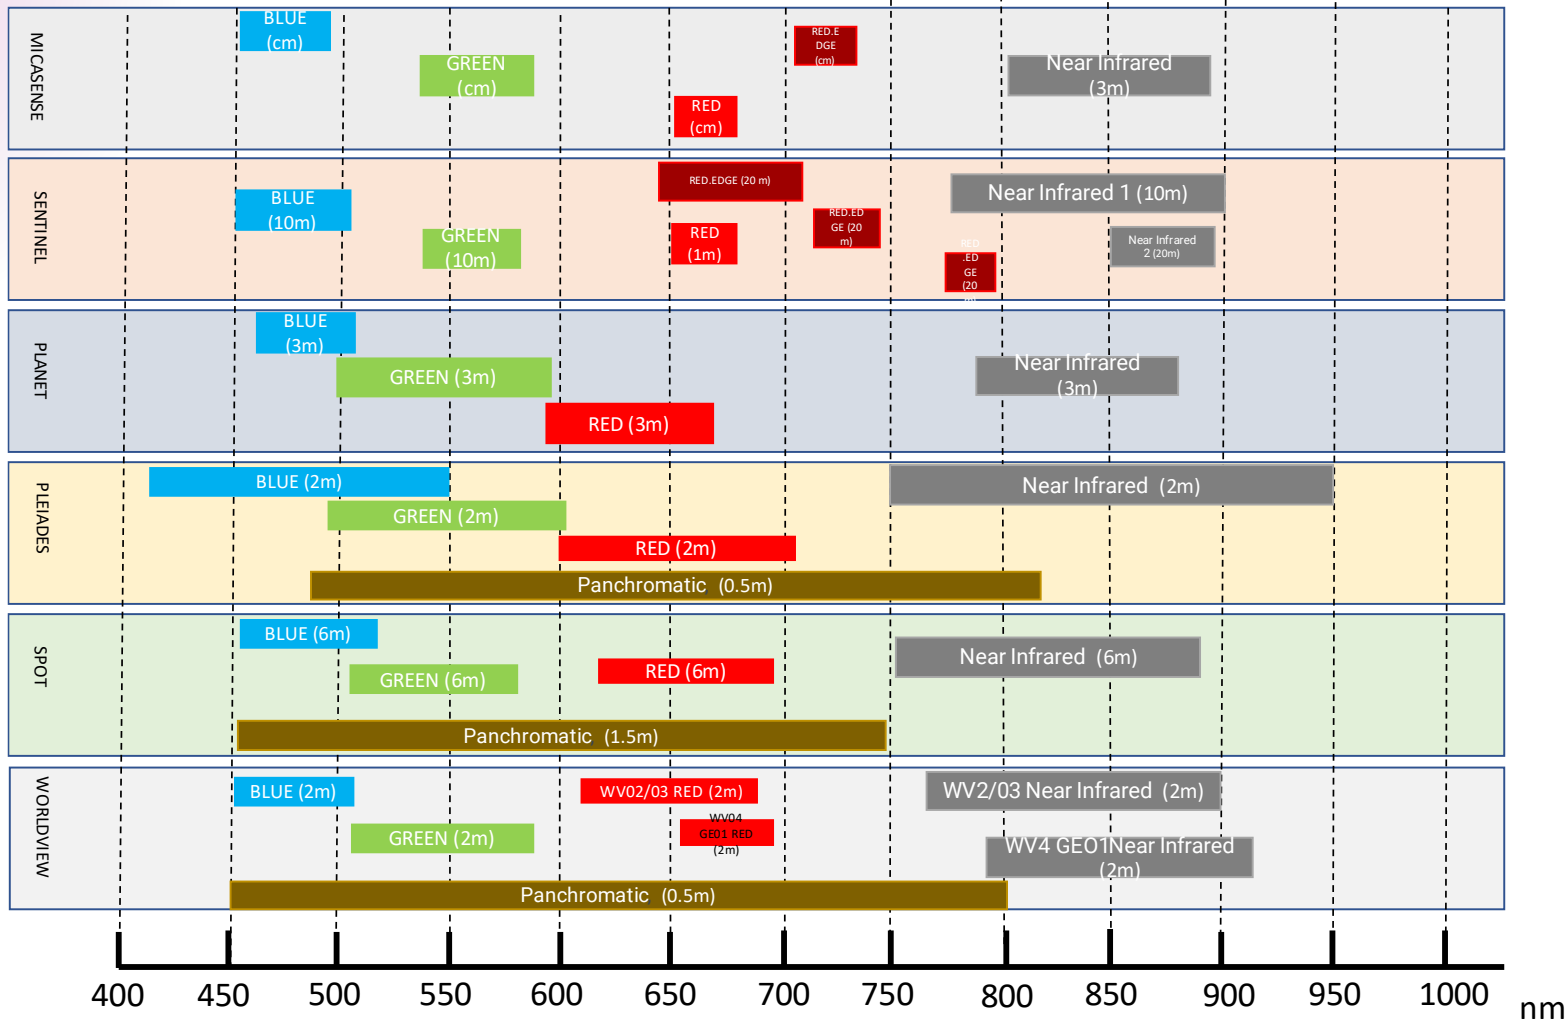 MICASENSE
BLUE
(cm)
GREEN
(cm)
RED
(cm)
RED.E
DGE
(cm)
Near Infrared
(3m)
SENTINEL
BLUE
(10m)
GREEN
(10m)
RED.EDGE (20 m)
RED
(1m)
RED.ED
GE (20
m)
RED
.ED
GE
(20
m)
Near Infrared 1 (10m)
Near Infrared
2 (20m)
PLANET
BLUE
(3m)
GREEN (3m)
RED (3m)
Near Infrared
(3m)
PLEIADES
BLUE (2m)
GREEN (2m)
RED (2m)
Near Infrared (2m)
Panchromatic (0.5m)
SPOT
BLUE (6m)
GREEN (6m)
RED (6m)
Near Infrared (6m)
Panchromatic (1.5m)
WORLDVIEW
BLUE (2m)
GREEN (2m)
WV02/03 RED (2m)
WV04
GE01 RED
(2m)
WV2/03 Near Infrared (2m)
WV4 GEO1Near Infrared
(2m)
Panchromatic (0.5m)
400 450 500 550 600 650 700 750 800 850 900 950 1000 nm